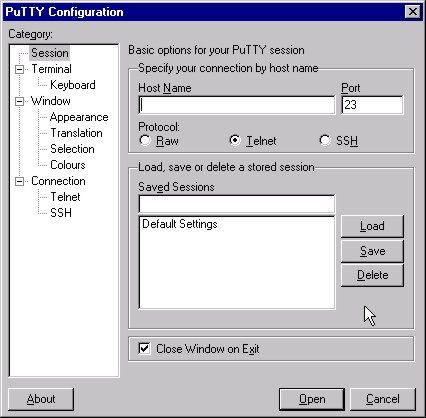 PuTTY Configuration
Category:
Session
Terminal
Keyboard
Window
Appearance
Translation
Selection
Colours
Connection
Telnet
SSH
Basic options for your PuTTY session
Specify your connection by host name
Host Name Port
23
Protocol:
Raw Telnet SSH
Load, save or delete a stored session
Saved Sessions
Default Settings
Load
Save
Delete
Close Window on Exit
About Open Cancel